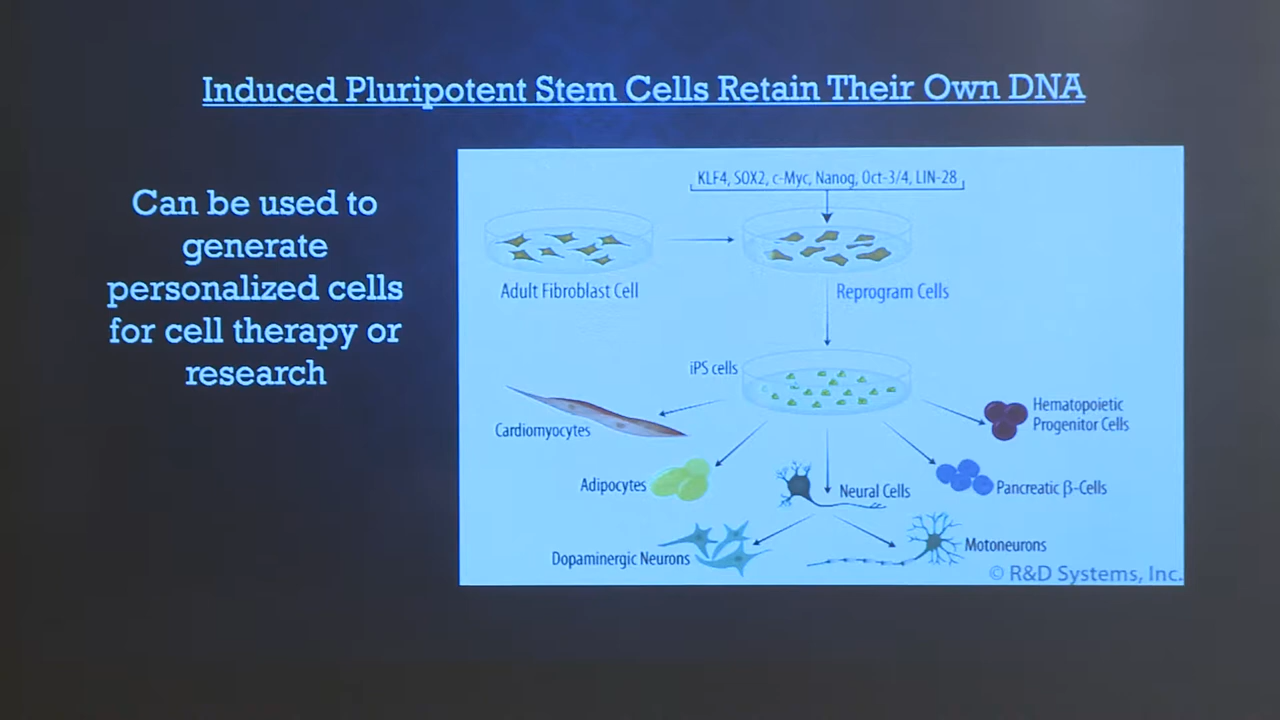 Induced Pluripotent Stem Cells Retain Their Own DNA
Can be used to
generate
personalized cells
for cell therapy or
research
KLF4, SOX2, c-Myc, Nanog, Oct-3/4, LIN-28
Adult Fibroblast Cell
Reprogram Cells
iPS cells
Cardiomyocytes
Hematopoietic
Progenitor Cells
Adipocytes
Neural Cells
Pancreatic β-Cells
Dopaminergic Neurons
Motoneurons
© R&D Systems, Inc.